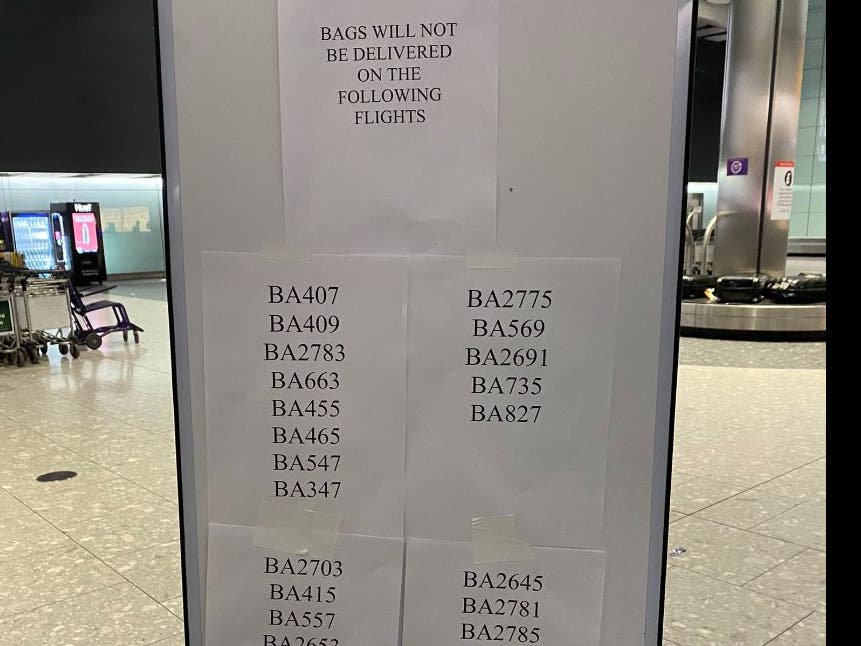 BAGS WILL NOT
BE DELIVERED
ON THE
FOLLOWING
FLIGHTS
BA407
BA409
BA2783
BA663
BA455
BA465
BA547
BA347
BA2775
BA569
BA2691
BA735
BA827
BA2703
BA415
BA557
BA2652
BA2645
BA2781
BA2785